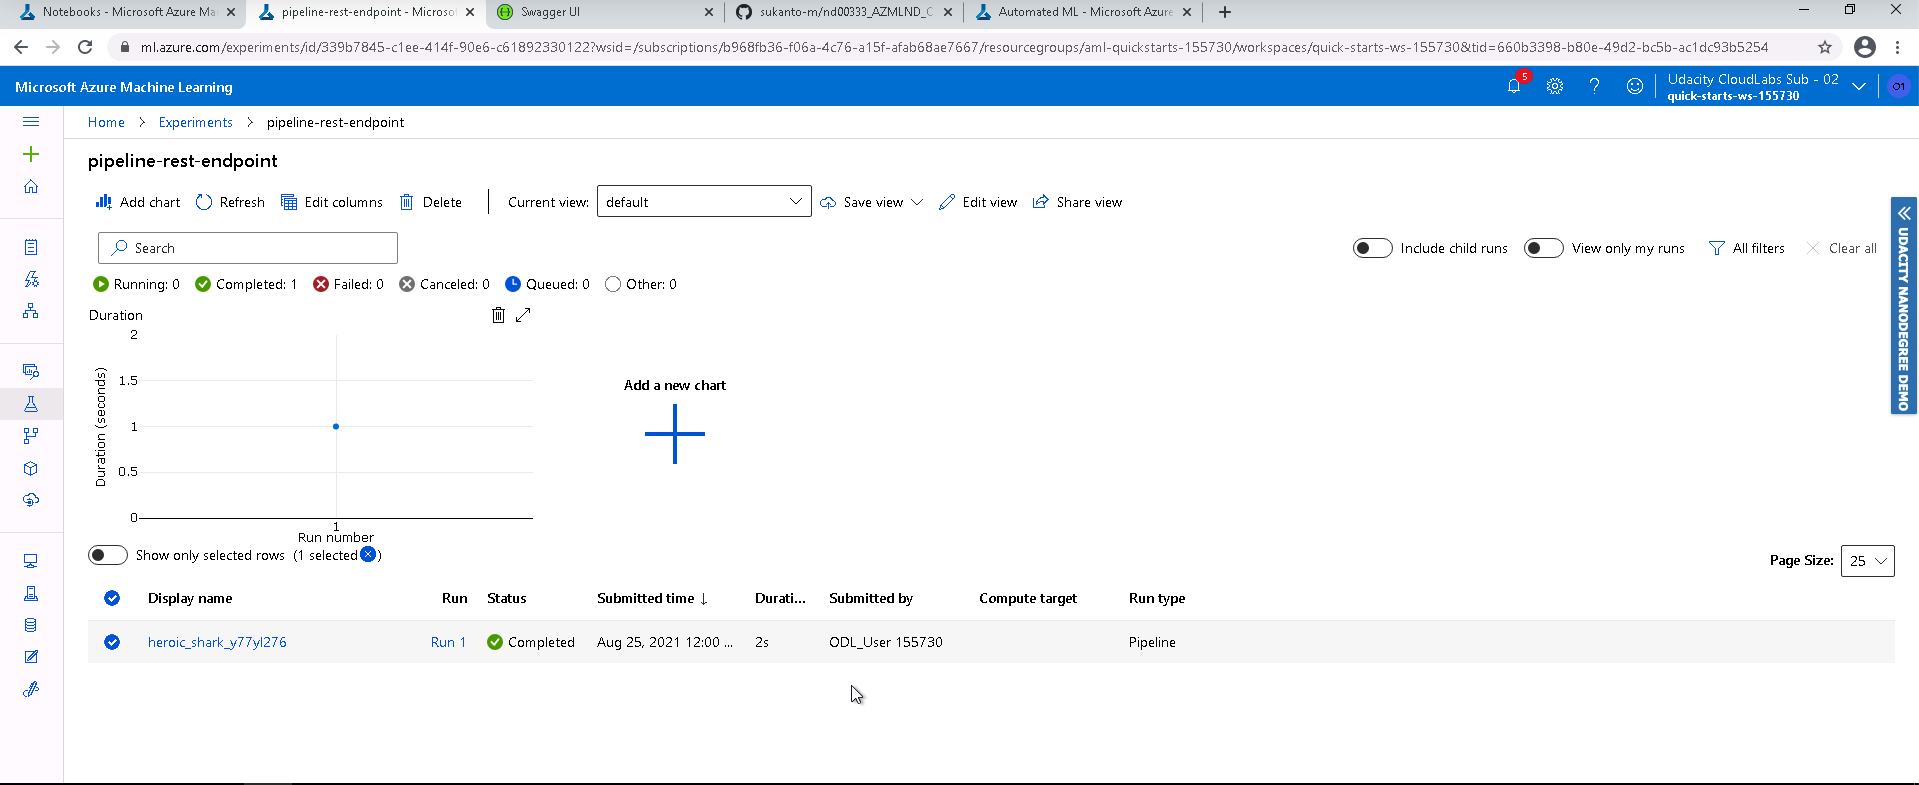 Notebooks - Microsoft Azure Ma
pipeline-rest-endpoint - Microsof
Swagger UI
sukanto-m/nd00333_AZMLND_C
Automated ML - Microsoft Azure
ml.azure.com/experiments/id/339b7845-c1ee-414f-90e6-c61892330122?wsid=/subscriptions/b968fb36-f06a-4c76-a15f-afab68ae7667/resourcegroups/aml-quickstarts-155730/workspaces/quick-starts-ws-155730&tid=660b3398-b80e-49d2-bc5b-ac1dc93b5254
Microsoft Azure Machine Learning
5
Udacity CloudLabs Sub - 02
quick-starts-ws-155730
O1
Home > Experiments > pipeline-rest-endpoint
pipeline-rest-endpoint
Add chart Refresh Edit columns Delete Current view: default Save view Edit view Share view
Search
Include child runs View only my runs All filters Clear all
UDACITY NANODEGREE DEMO
Running: 0 Completed: 1 Failed: 0 Canceled: 0 Queued: 0 Other: 0
Duration
2
1.5
1
0.5
0
Duration (seconds)
1
Run number
Add a new chart
Show only selected rows (1 selected )
Page Size: 25
Display name Run Status Submitted time ↓ Durati... Submitted by Compute target Run type
heroic_shark_y77yl276 Run 1 Completed Aug 25, 2021 12:00 ... 2s ODL_User 155730 Pipeline